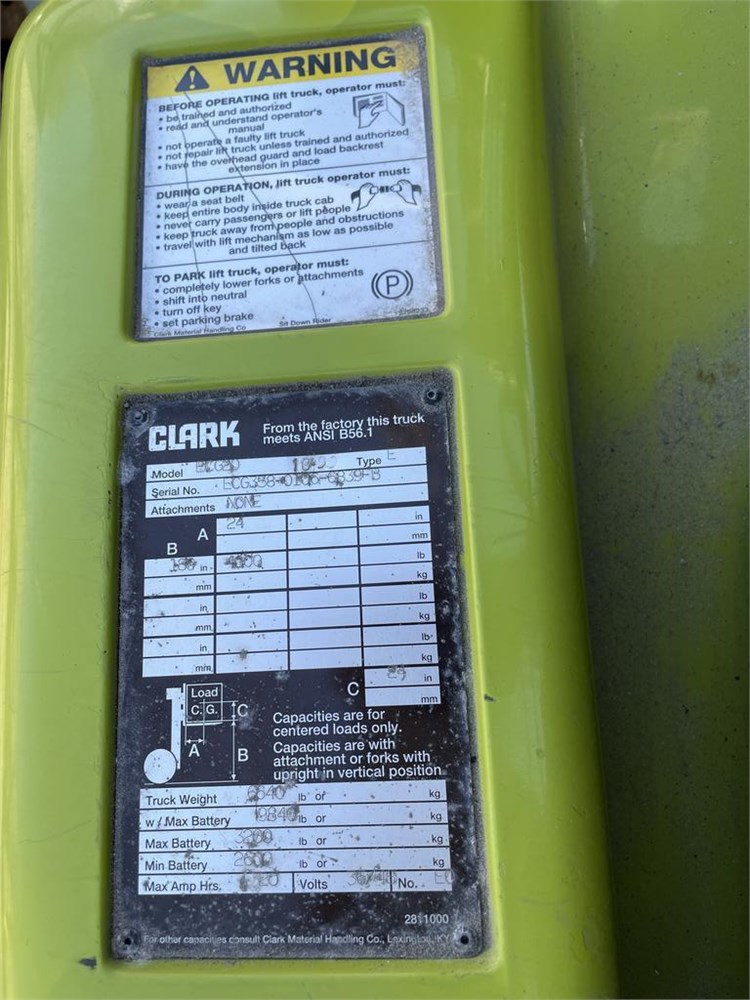 WARNING
BEFORE OPERATING lift truck, operator must:
• be trained and authorized
• read and understand operator's
manual
• not operate a faulty lift truck
• not repair lift truck unless trained and authorized
• have the overhead guard and load backrest
extension in place
DURING OPERATION, lift truck operator must:
• wear a seat belt
• keep entire body inside truck cab
• never carry passengers or lift people
• keep truck away from people and obstructions
• travel with lift mechanism as low as possible
and tilted back
TO PARK lift truck, operator must:
• completely lower forks or attachments
• shift into neutral
• turn off key
• set parking brake
P
Clark Material Handling Co Sit Down Rider
CLARK From the factory this truck
meets ANSI B56.1
Model Type E
Serial No.
Attachments NONE
A 24 in
B mm
in lb
mm kg
in lb
mm kg
in lb
mm kg
C in
mm
Load
C. G. C
A B
Capacities are for
centered loads only.
Capacities are with
attachment or forks with
upright in vertical position
Truck Weight 6640 lb or kg
w / Max Battery lb or kg
Max Battery lb or kg
Min Battery lb or kg
Max Amp Hrs. Volts No.
2811000
For other capacities consult Clark Material Handling Co., Lexington, KY